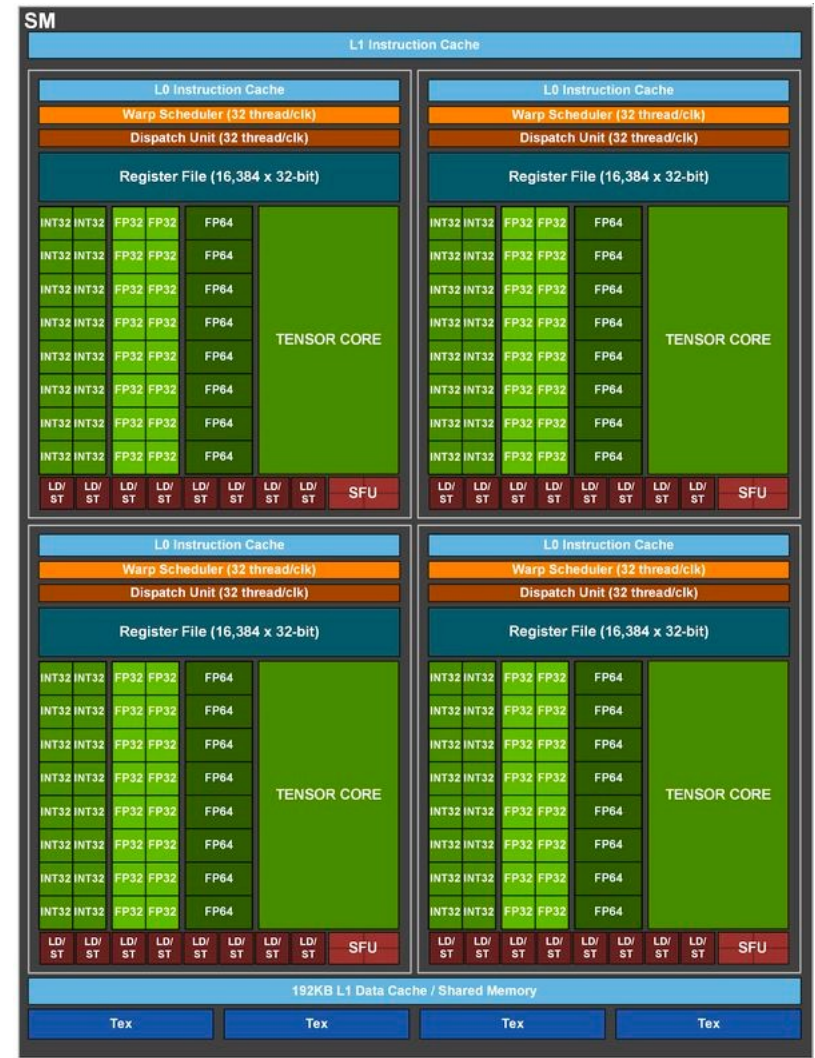 SM
L1 Instruction Cache
L0 Instruction Cache L0 Instruction Cache
Warp Scheduler (32 thread/clk) Warp Scheduler (32 thread/clk)
Dispatch Unit (32 thread/clk) Dispatch Unit (32 thread/clk)
Register File (16,384 x 32-bit) Register File (16,384 x 32-bit)
INT32 INT32 FP32 FP32 FP64 INT32 INT32 FP32 FP32 FP64
INT32 INT32 FP32 FP32 FP64 INT32 INT32 FP32 FP32 FP64
INT32 INT32 FP32 FP32 FP64 INT32 INT32 FP32 FP32 FP64
INT32 INT32 FP32 FP32 FP64 INT32 INT32 FP32 FP32 FP64
TENSOR CORE TENSOR CORE
INT32 INT32 FP32 FP32 FP64 INT32 INT32 FP32 FP32 FP64
INT32 INT32 FP32 FP32 FP64 INT32 INT32 FP32 FP32 FP64
INT32 INT32 FP32 FP32 FP64 INT32 INT32 FP32 FP32 FP64
INT32 INT32 FP32 FP32 FP64 INT32 INT32 FP32 FP32 FP64
LD/ LD/ LD/ LD/ LD/ LD/ LD/ LD/ SFU LD/ LD/ LD/ LD/ LD/ LD/ LD/ LD/ SFU
ST ST ST ST ST ST ST ST ST ST ST ST ST ST ST ST
L0 Instruction Cache L0 Instruction Cache
Warp Scheduler (32 thread/clk) Warp Scheduler (32 thread/clk)
Dispatch Unit (32 thread/clk) Dispatch Unit (32 thread/clk)
Register File (16,384 x 32-bit) Register File (16,384 x 32-bit)
INT32 INT32 FP32 FP32 FP64 INT32 INT32 FP32 FP32 FP64
INT32 INT32 FP32 FP32 FP64 INT32 INT32 FP32 FP32 FP64
INT32 INT32 FP32 FP32 FP64 INT32 INT32 FP32 FP32 FP64
INT32 INT32 FP32 FP32 FP64 INT32 INT32 FP32 FP32 FP64
TENSOR CORE TENSOR CORE
INT32 INT32 FP32 FP32 FP64 INT32 INT32 FP32 FP32 FP64
INT32 INT32 FP32 FP32 FP64 INT32 INT32 FP32 FP32 FP64
INT32 INT32 FP32 FP32 FP64 INT32 INT32 FP32 FP32 FP64
INT32 INT32 FP32 FP32 FP64 INT32 INT32 FP32 FP32 FP64
LD/ LD/ LD/ LD/ LD/ LD/ LD/ LD/ SFU LD/ LD/ LD/ LD/ LD/ LD/ LD/ LD/ SFU
ST ST ST ST ST ST ST ST ST ST ST ST ST ST ST ST
192KB L1 Data Cache / Shared Memory
Tex Tex Tex Tex